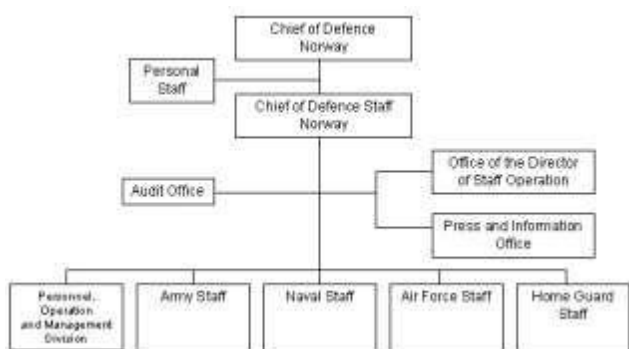 Chief of Defence
Norway
Personal
Staff
Chief of Defence Staff
Norway
Audit Office
Office of the Director
of Staff Operation
Press and Information
Office
Personnel,
Operation
and Management
Division
Army Staff
Naval Staff
Air Force Staff
Home Guard
Staff